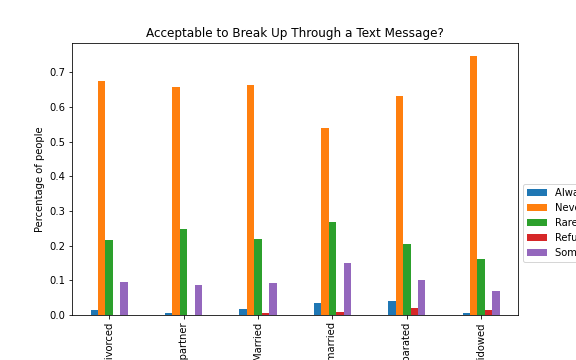 Acceptable to Break Up Through a Text Message?
Percentage of people
0.7
0.6
0.5
0.4
0.3
0.2
0.1
0.0
ivorced
partner
Married
married
parated
idowed
Alwa
Neve
Rare
Refu
Som